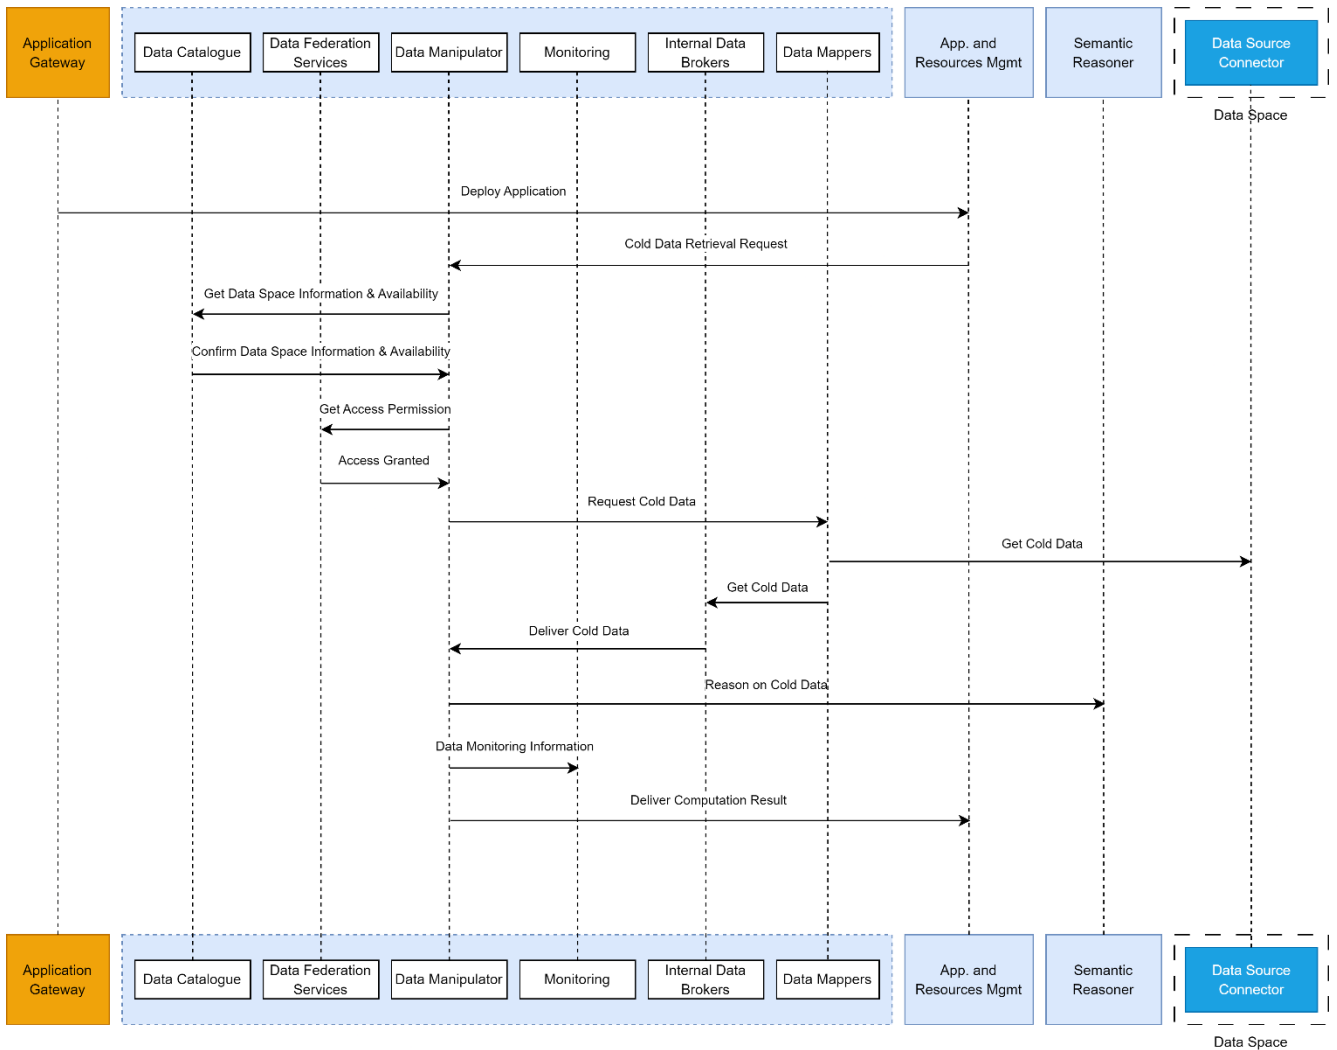 Application
Gateway
Data Catalogue
Data Federation
Services
Data Manipulator
Monitoring
Internal Data
Brokers
Data Mappers
App. and
Resources Mgmt
Semantic
Reasoner
Data Source
Connector
Data Space
Deploy Application
Cold Data Retrieval Request
Get Data Space Information & Availability
Confirm Data Space Information & Availability
Get Access Permission
Access Granted
Request Cold Data
Get Cold Data
Get Cold Data
Deliver Cold Data
Reason on Cold Data
Data Monitoring Information
Deliver Computation Result
Application
Gateway
Data Catalogue
Data Federation
Services
Data Manipulator
Monitoring
Internal Data
Brokers
Data Mappers
App. and
Resources Mgmt
Semantic
Reasoner
Data Source
Connector
Data Space